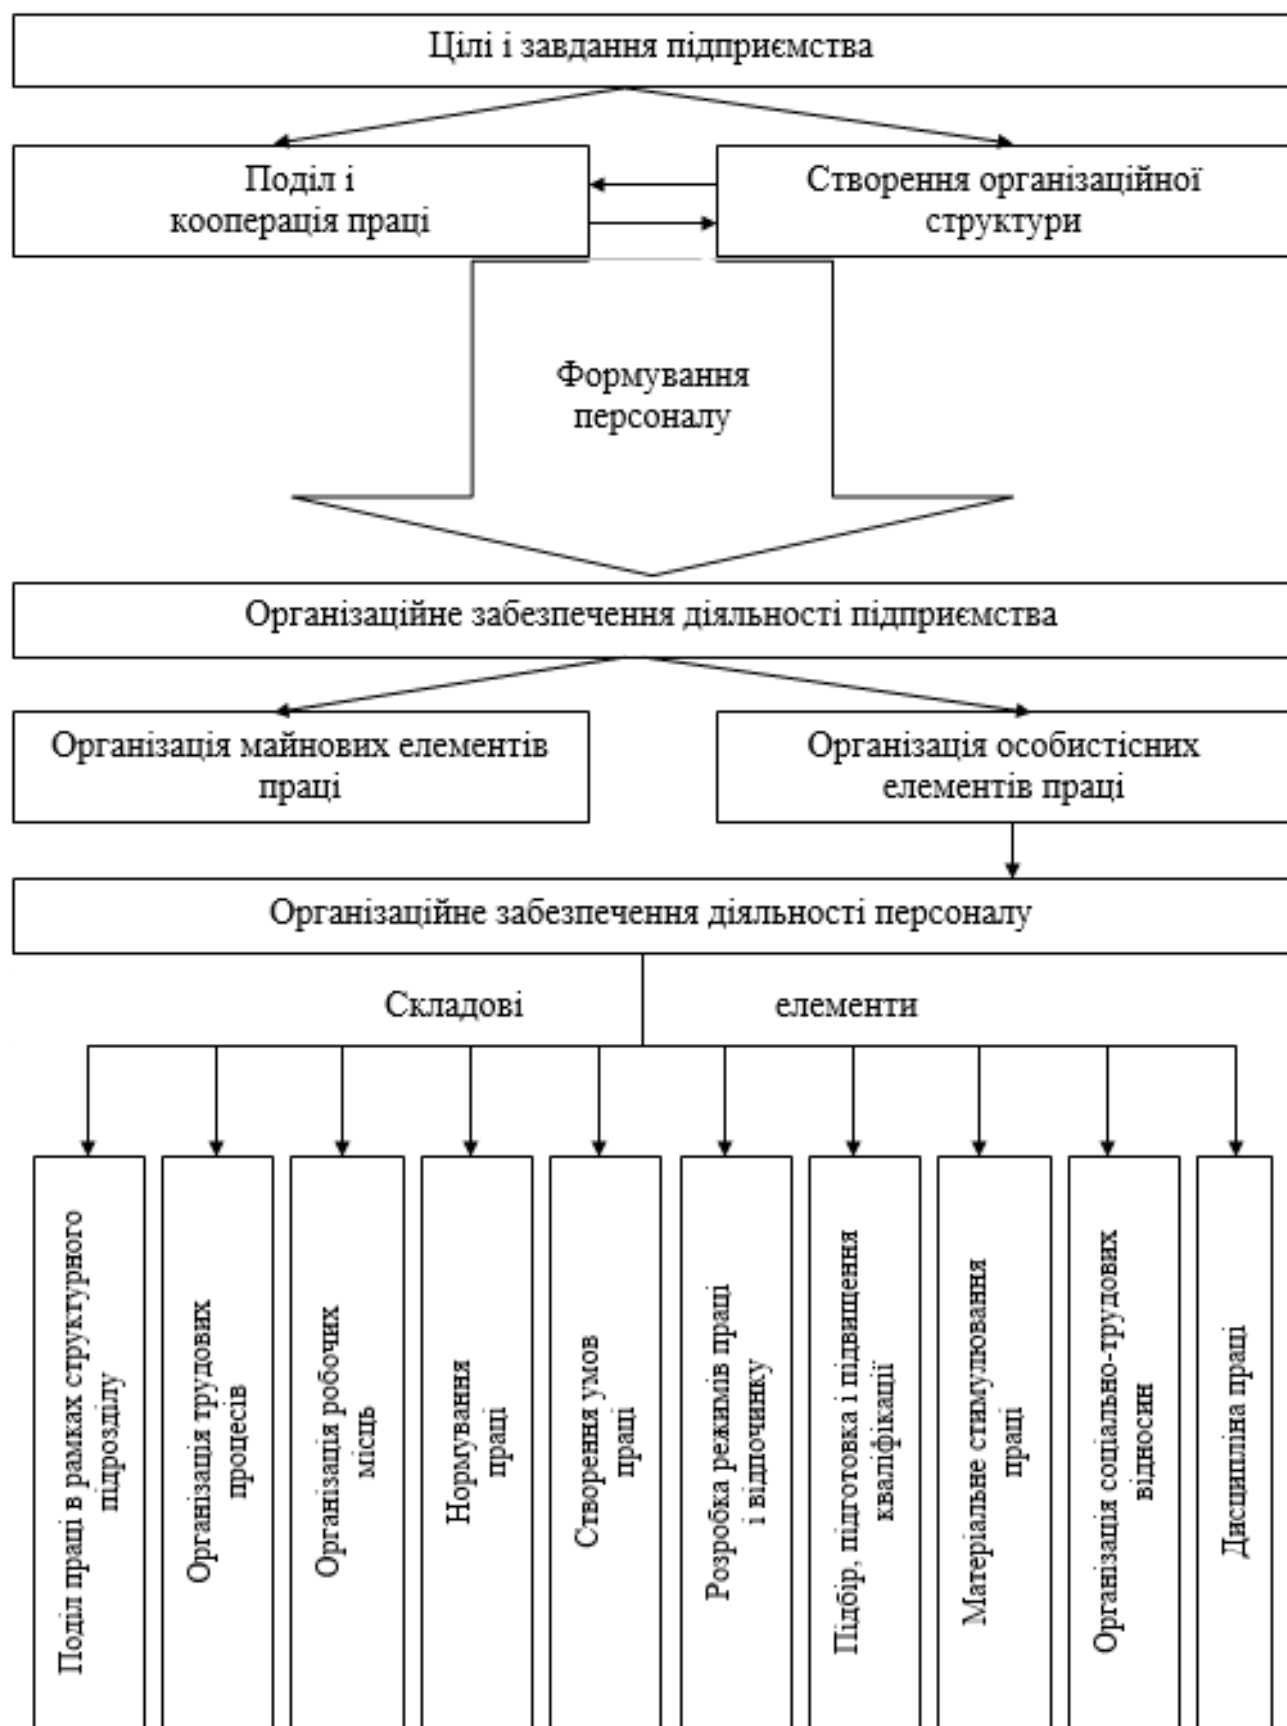 Цілі і завдання підприємства
Поділ і
кооперація праці
Створення організаційної
структури
Формування
персоналу
Організаційне забезпечення діяльності підприємства
Організація майнових елементів
праці
Організація особистісних
елементів праці
Організаційне забезпечення діяльності персоналу
Складові елементи
Поділ праці в рамках структурного
підрозділу
Організація трудових
процесів
Організація робочих
місць
Нормування
праці
Створення умов
праці
Розробка режимів праці
і відпочинку
Підбір, підготовка і підвищення
кваліфікації
Матеріальне стимулювання
праці
Організація соціально-трудових
відносин
Дисципліна праці